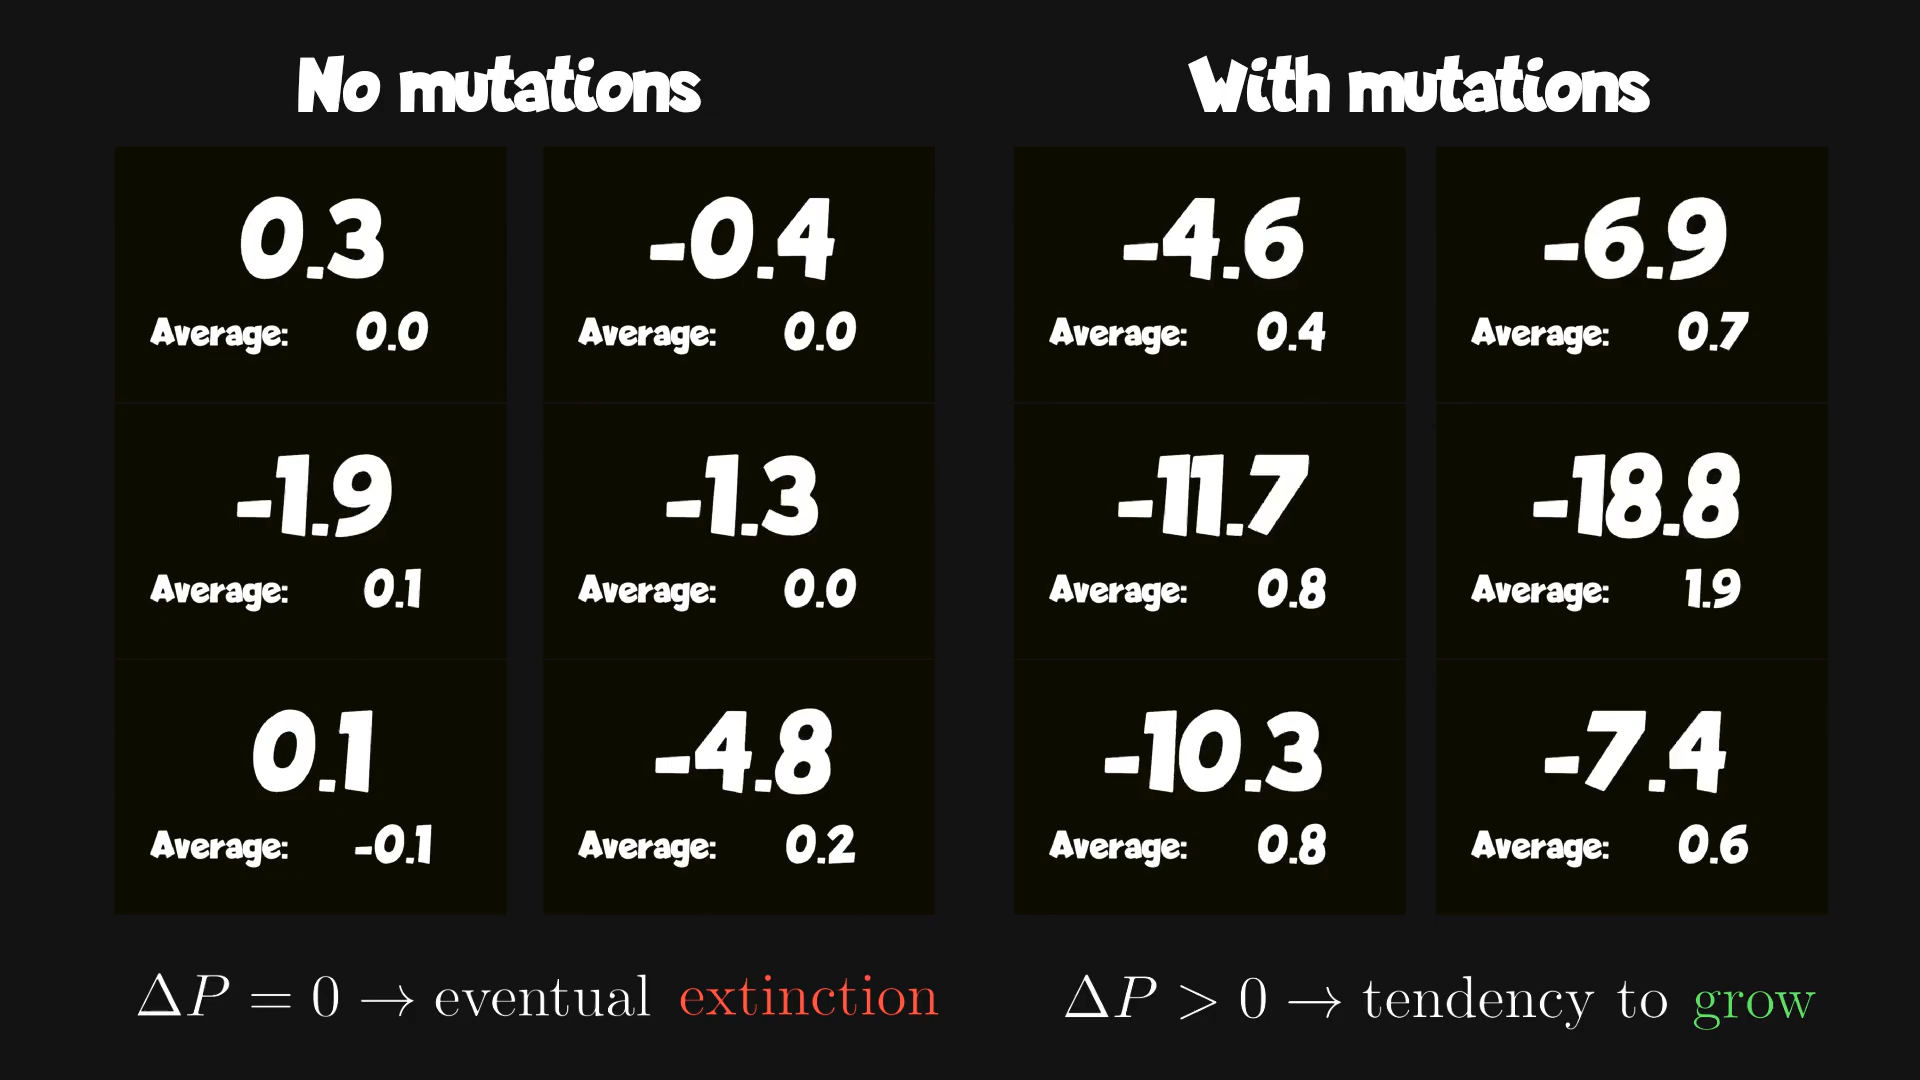 No mutations
0.3
Average: 0.0
-0.4
Average: 0.0
-1.9
Average: 0.1
-1.3
Average: 0.0
0.1
Average: -0.1
-4.8
Average: 0.2
ΔP = 0 → eventual extinction
With mutations
-4.6
Average: 0.4
-6.9
Average: 0.7
-11.7
Average: 0.8
-18.8
Average: 1.9
-10.3
Average: 0.8
-7.4
Average: 0.6
ΔP > 0 → tendency to grow